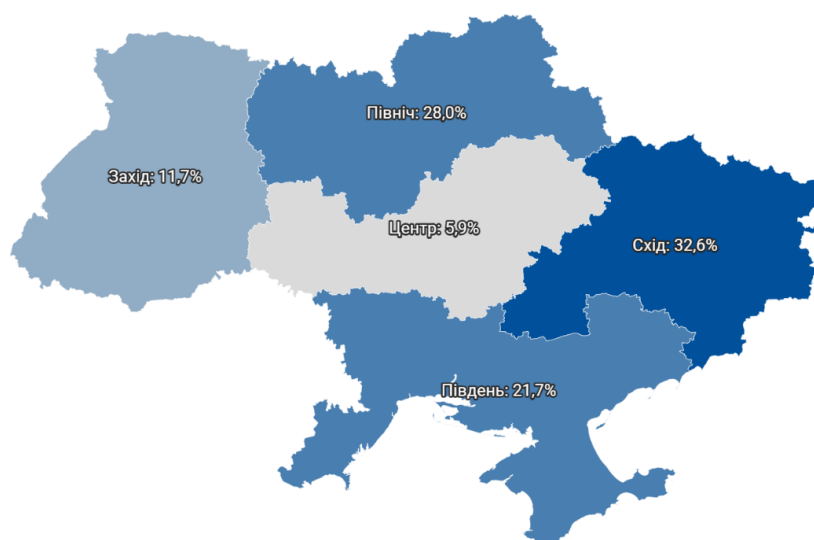 Північ: 28,0%
Захід: 11,7%
Центр: 5,9%
Схід: 32,6%
Південь: 21,7%